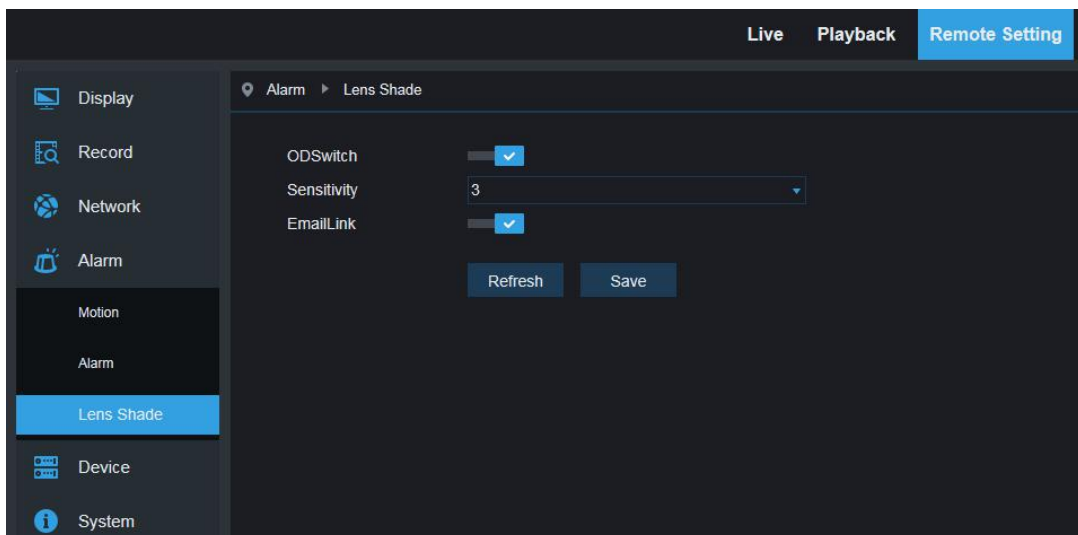 Live Playback Remote Setting
Display
Record
Network
Alarm
Motion
Alarm
Lens Shade
Device
System
Alarm Lens Shade
ODSwitch
Sensitivity 3
EmailLink
Refresh Save